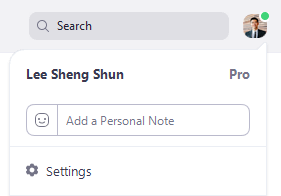 Search
Lee Sheng Shun Pro
Add a Personal Note
Settings